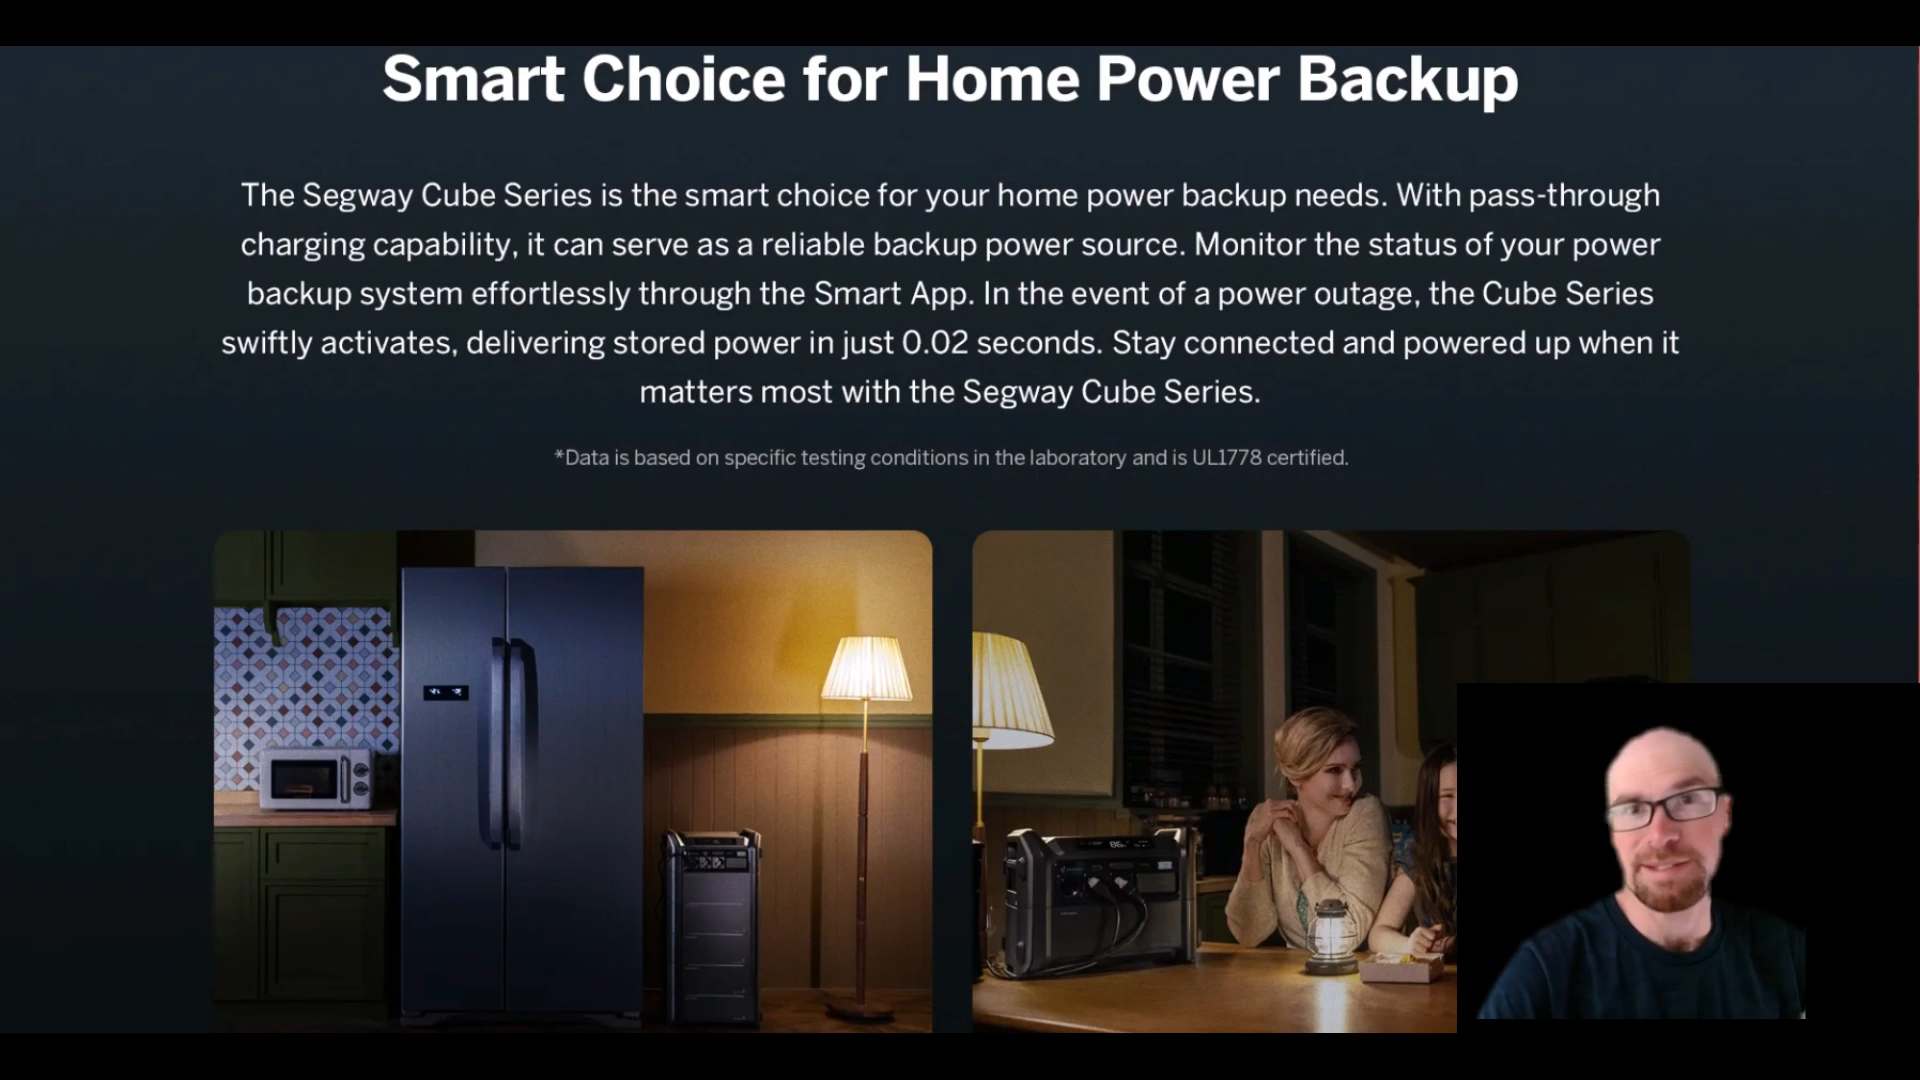 Smart Choice for Home Power Backup
The Segway Cube Series is the smart choice for your home power backup needs. With pass-through
charging capability, it can serve as a reliable backup power source. Monitor the status of your power
backup system effortlessly through the Smart App. In the event of a power outage, the Cube Series
swiftly activates, delivering stored power in just 0.02 seconds. Stay connected and powered up when it
matters most with the Segway Cube Series.
*Data is based on specific testing conditions in the laboratory and is UL1778 certified.